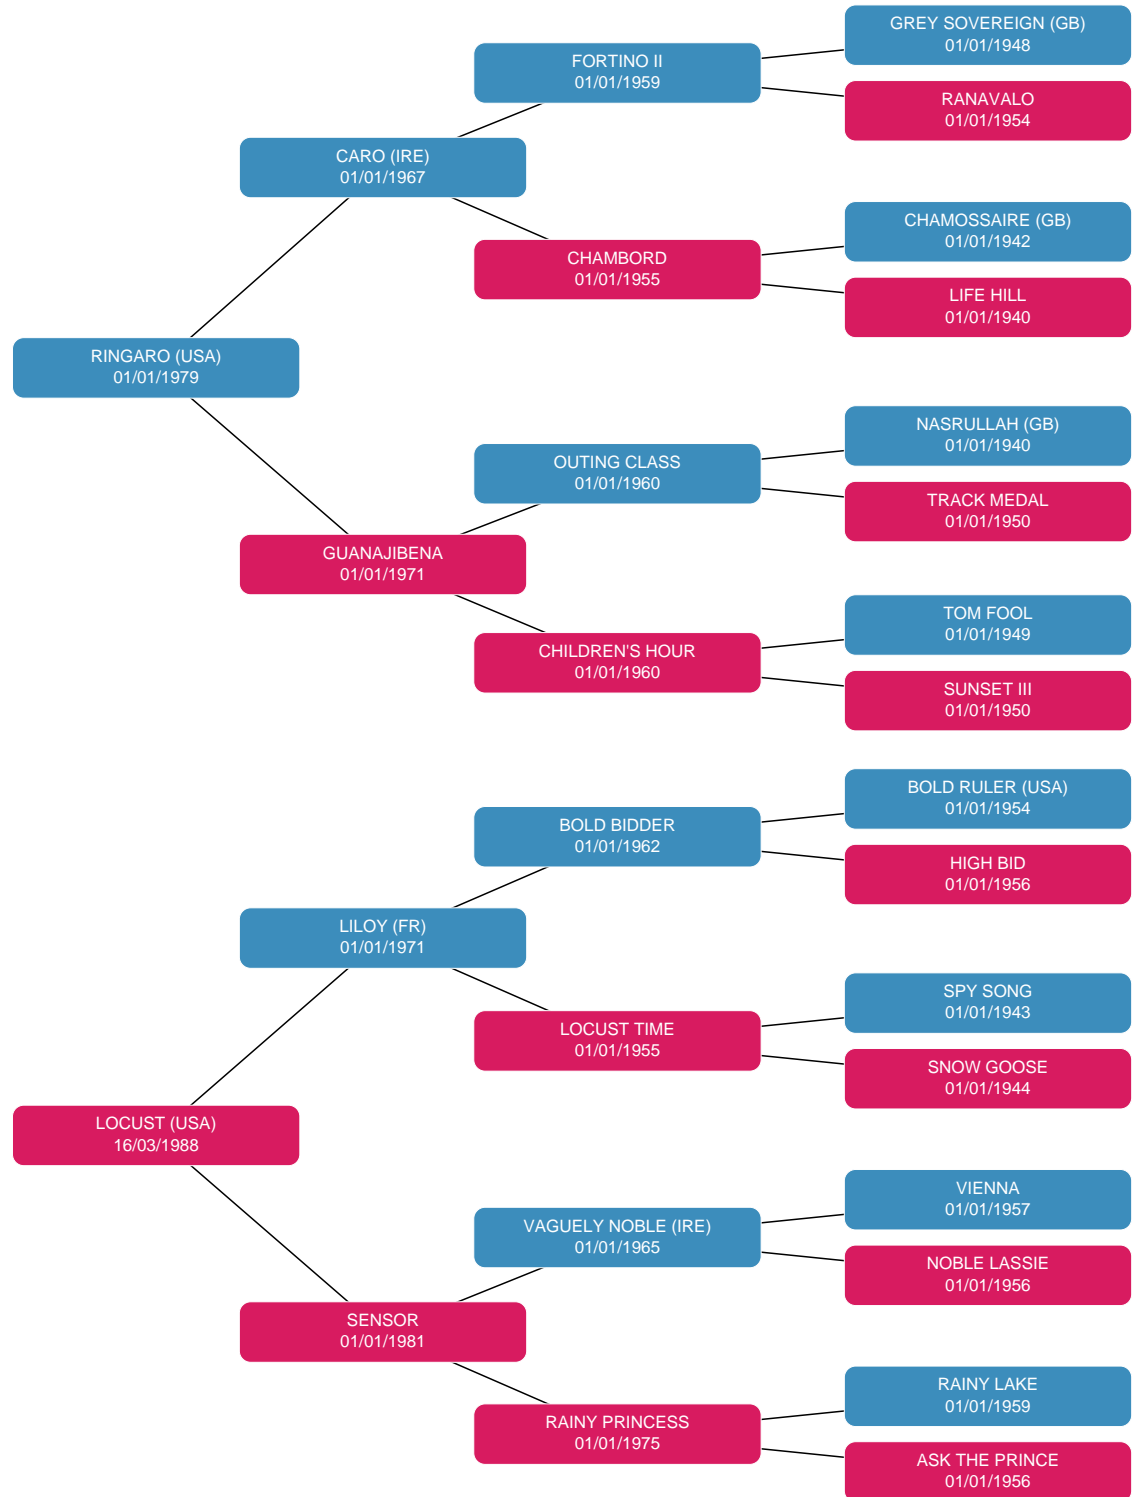 GREY SOVEREIGN (GB)
01/01/1948
FORTINO II
01/01/1959
RANAVALO
01/01/1954
CARO (IRE)
01/01/1967
CHAMOSSAIRE (GB)
01/01/1942
CHAMBORD
01/01/1955
LIFE HILL
01/01/1940
RINGARO (USA)
01/01/1979
NASRULLAH (GB)
01/01/1940
OUTING CLASS
01/01/1960
TRACK MEDAL
01/01/1950
GUANAJIBENA
01/01/1971
TOM FOOL
01/01/1949
CHILDREN'S HOUR
01/01/1960
SUNSET III
01/01/1950
BOLD RULER (USA)
01/01/1954
BOLD BIDDER
01/01/1962
HIGH BID
01/01/1956
LILOY (FR)
01/01/1971
SPY SONG
01/01/1943
LOCUST TIME
01/01/1955
SNOW GOOSE
01/01/1944
LOCUST (USA)
16/03/1988
VIENNA
01/01/1957
VAGUELY NOBLE (IRE)
01/01/1965
NOBLE LASSIE
01/01/1956
SENSOR
01/01/1981
RAINY LAKE
01/01/1959
RAINY PRINCESS
01/01/1975
ASK THE PRINCE
01/01/1956